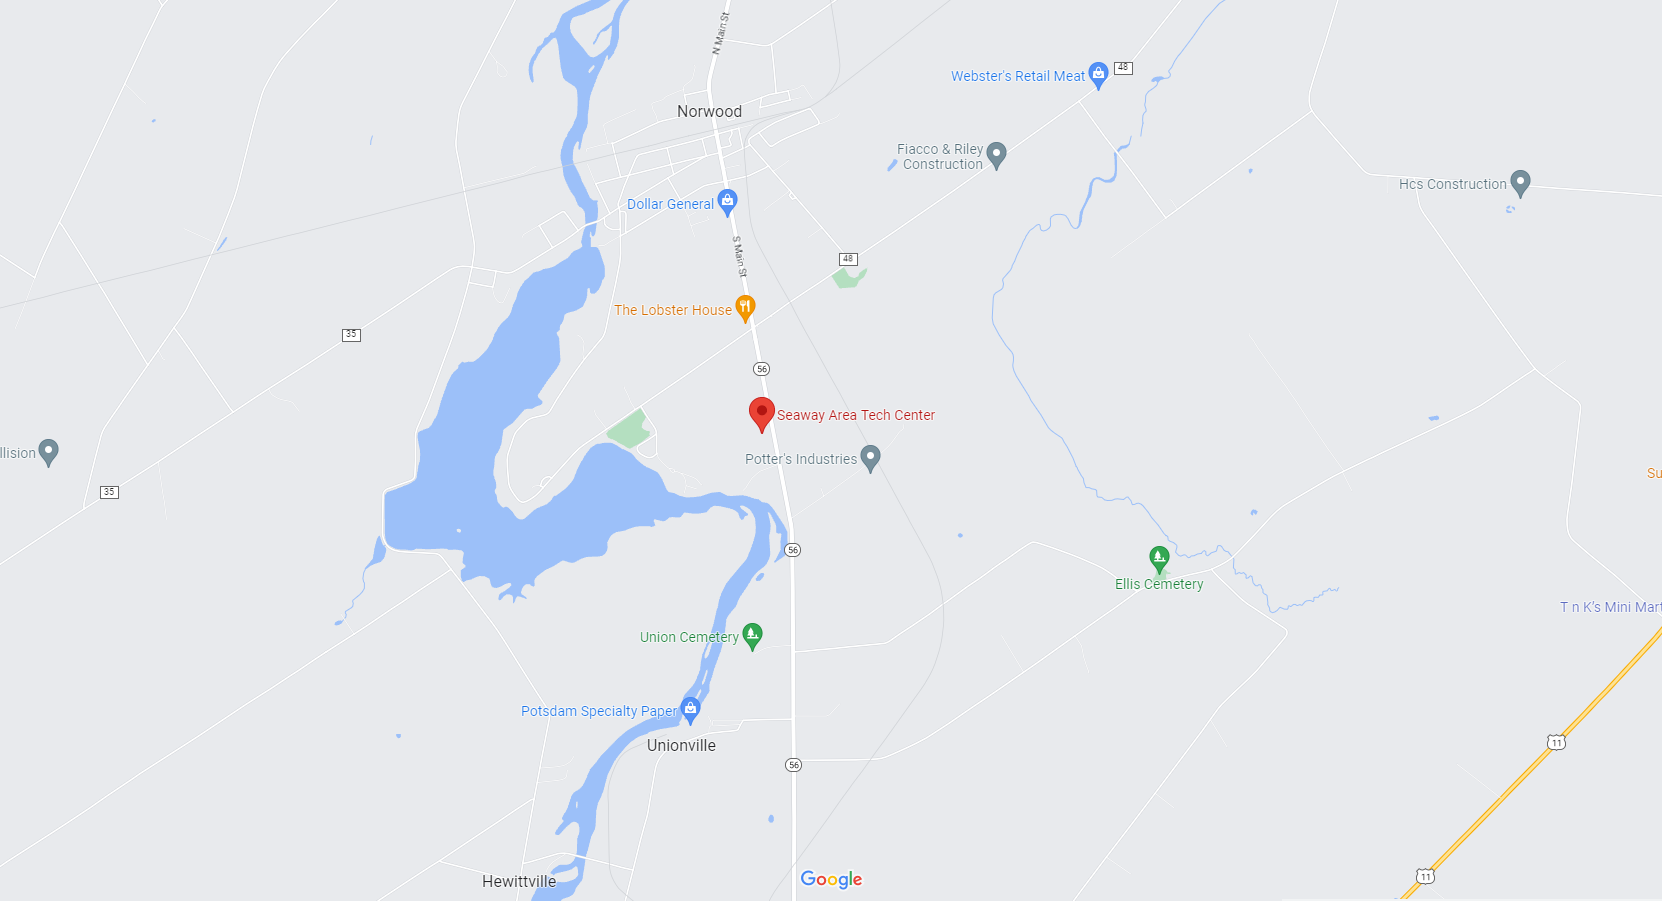 N Main St
Webster's Retail Meat
48
Norwood
Fiacco & Riley
Construction
Hcs Construction
Dollar General
S Main St
48
The Lobster House
35
56
Seaway Area Tech Center
llision
Potter's Industries
Su
35
56
Ellis Cemetery
T n K's Mini Mart
Union Cemetery
Potsdam Specialty Paper
Unionville
11
56
11
Hewittville
Google